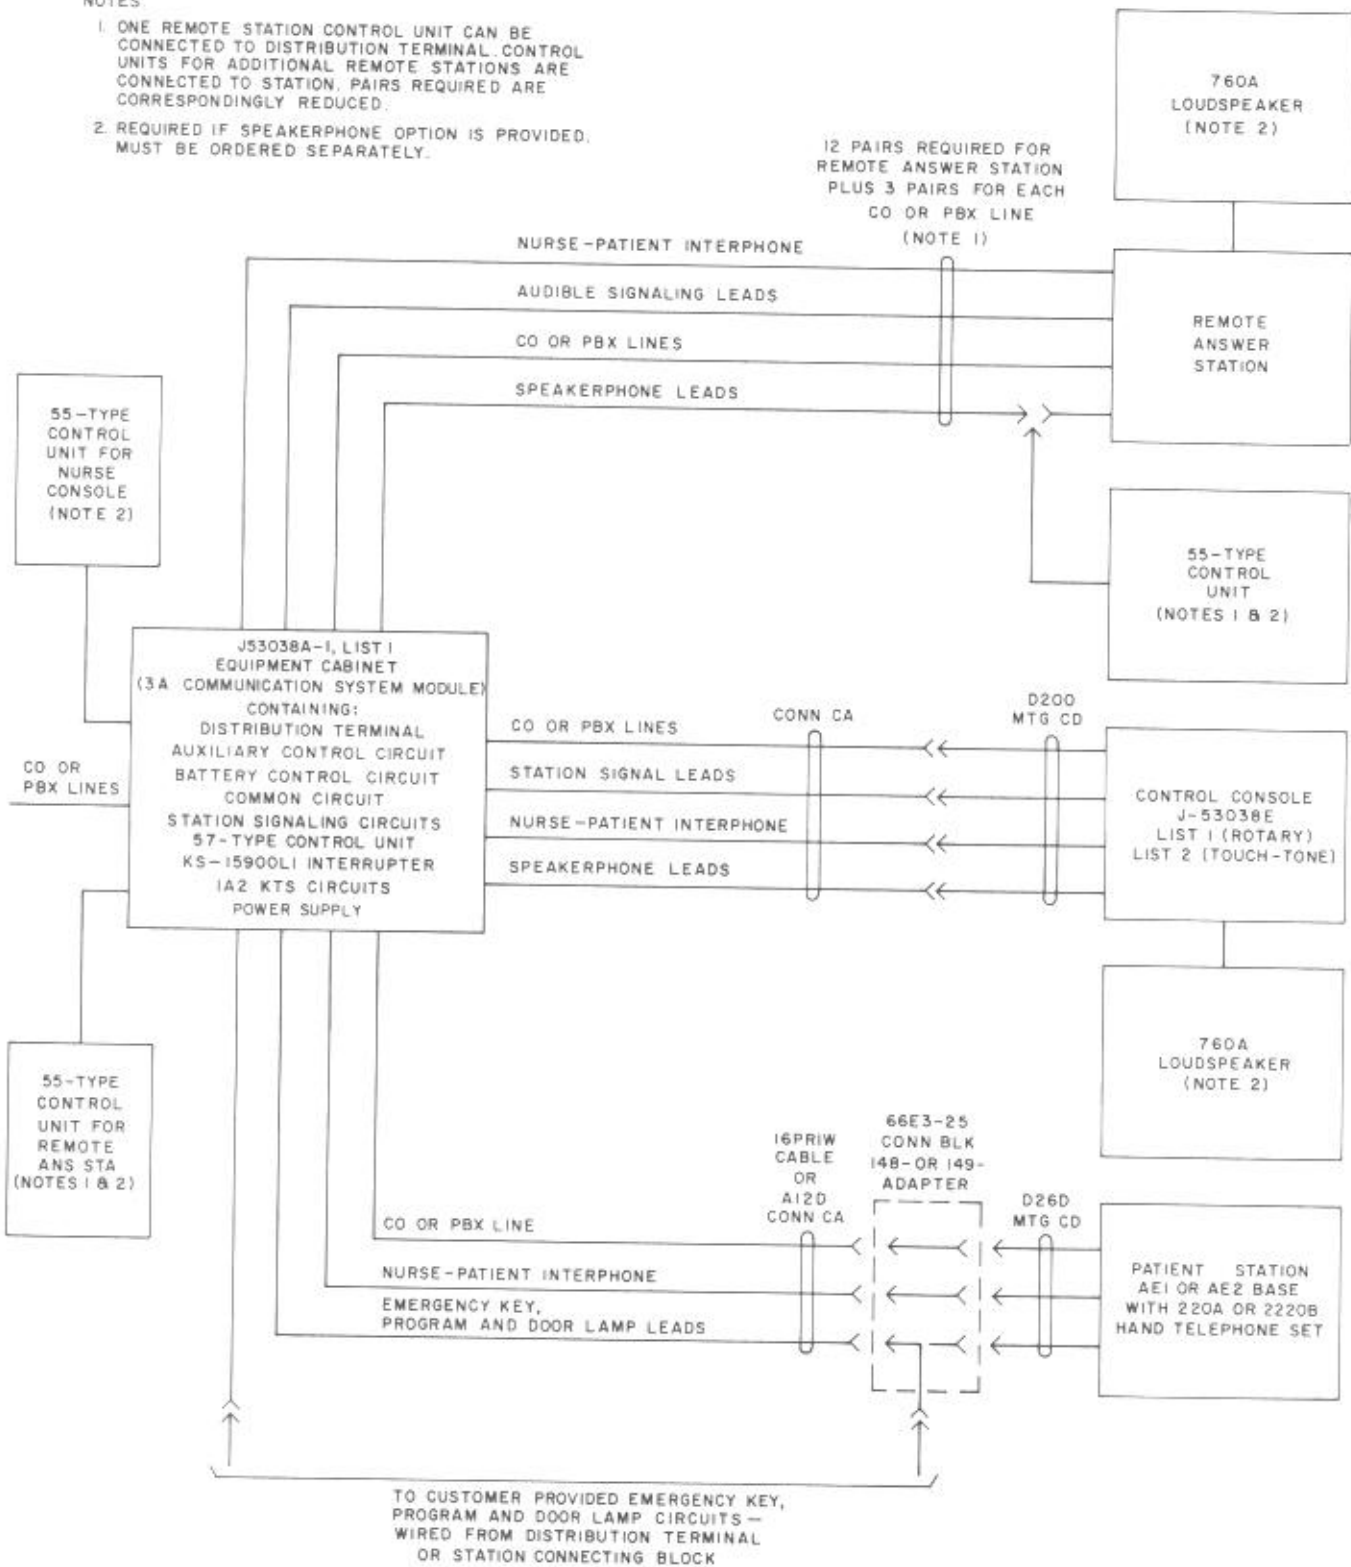 NOTES
1. ONE REMOTE STATION CONTROL UNIT CAN BE
CONNECTED TO DISTRIBUTION TERMINAL. CONTROL
UNITS FOR ADDITIONAL REMOTE STATIONS ARE
CONNECTED TO STATION. PAIRS REQUIRED ARE
CORRESPONDINGLY REDUCED.
2. REQUIRED IF SPEAKERPHONE OPTION IS PROVIDED.
MUST BE ORDERED SEPARATELY.
760A
LOUDSPEAKER
(NOTE 2)
12 PAIRS REQUIRED FOR
REMOTE ANSWER STATION
PLUS 3 PAIRS FOR EACH
CO OR PBX LINE
(NOTE 1)
NURSE-PATIENT INTERPHONE
AUDIBLE SIGNALING LEADS
CO OR PBX LINES
SPEAKERPHONE LEADS
REMOTE
ANSWER
STATION
55-TYPE
CONTROL
UNIT FOR
NURSE
CONSOLE
(NOTE 2)
55-TYPE
CONTROL
UNIT
(NOTES 1 & 2)
J53038A-1, LIST 1
EQUIPMENT CABINET
(3A COMMUNICATION SYSTEM MODULE)
CONTAINING:
DISTRIBUTION TERMINAL
AUXILIARY CONTROL CIRCUIT
BATTERY CONTROL CIRCUIT
COMMON CIRCUIT
STATION SIGNALING CIRCUITS
57-TYPE CONTROL UNIT
KS-15900L1 INTERRUPTER
1A2 KTS CIRCUITS
POWER SUPPLY
CO OR
PBX LINES
CONN CA
D20D
MTG CD
CO OR PBX LINES
STATION SIGNAL LEADS
NURSE-PATIENT INTERPHONE
SPEAKERPHONE LEADS
CONTROL CONSOLE
J-53038E
LIST 1 (ROTARY)
LIST 2 (TOUCH-TONE)
760A
LOUDSPEAKER
(NOTE 2)
55-TYPE
CONTROL
UNIT FOR
REMOTE
ANS STA
(NOTES 1 & 2)
16PRIW
CABLE
OR
A12D
CONN CA
66E3-25
CONN BLK
148- OR 149-
ADAPTER
D26D
MTG CD
CO OR PBX LINE
NURSE-PATIENT INTERPHONE
EMERGENCY KEY,
PROGRAM AND DOOR LAMP LEADS
PATIENT STATION
AE1 OR AE2 BASE
WITH 220A OR 2220B
HAND TELEPHONE SET
TO CUSTOMER PROVIDED EMERGENCY KEY,
PROGRAM AND DOOR LAMP CIRCUITS —
WIRED FROM DISTRIBUTION TERMINAL
OR STATION CONNECTING BLOCK